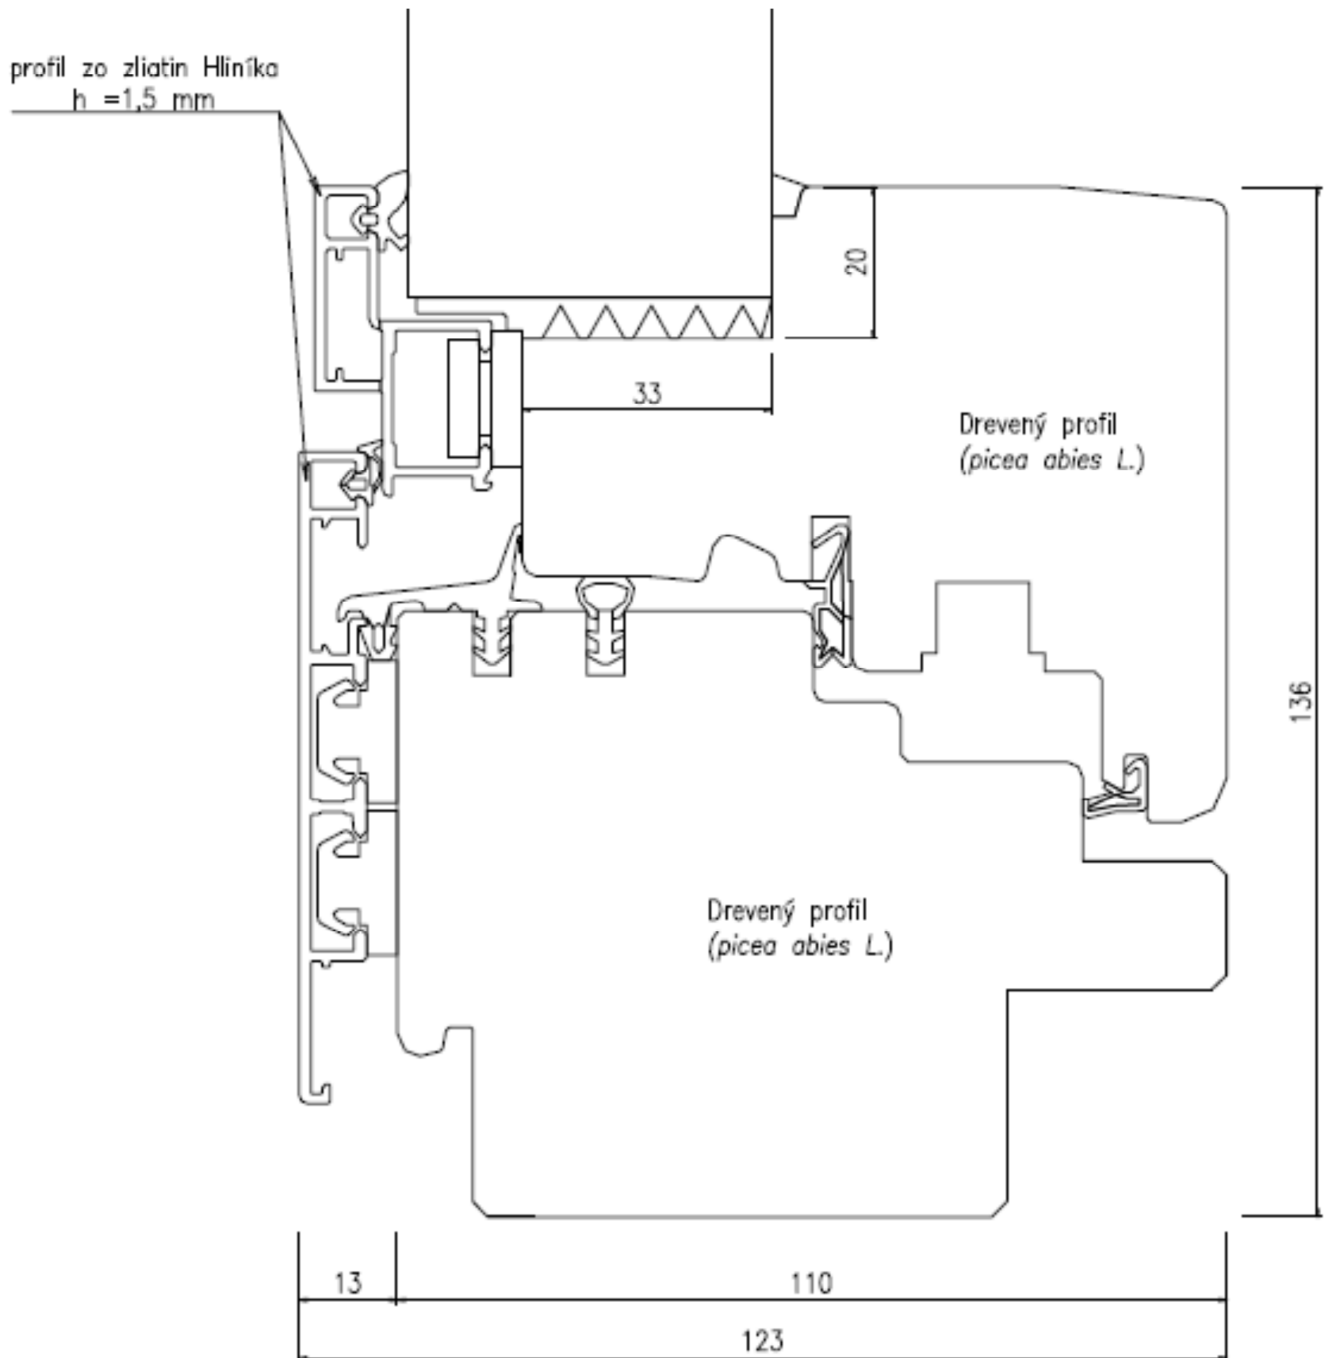 profil zo zliatin Hliníka
h =1,5 mm
20
33
Drevený profil
(picea abies L.)
136
Drevený profil
(picea abies L.)
13
110
123